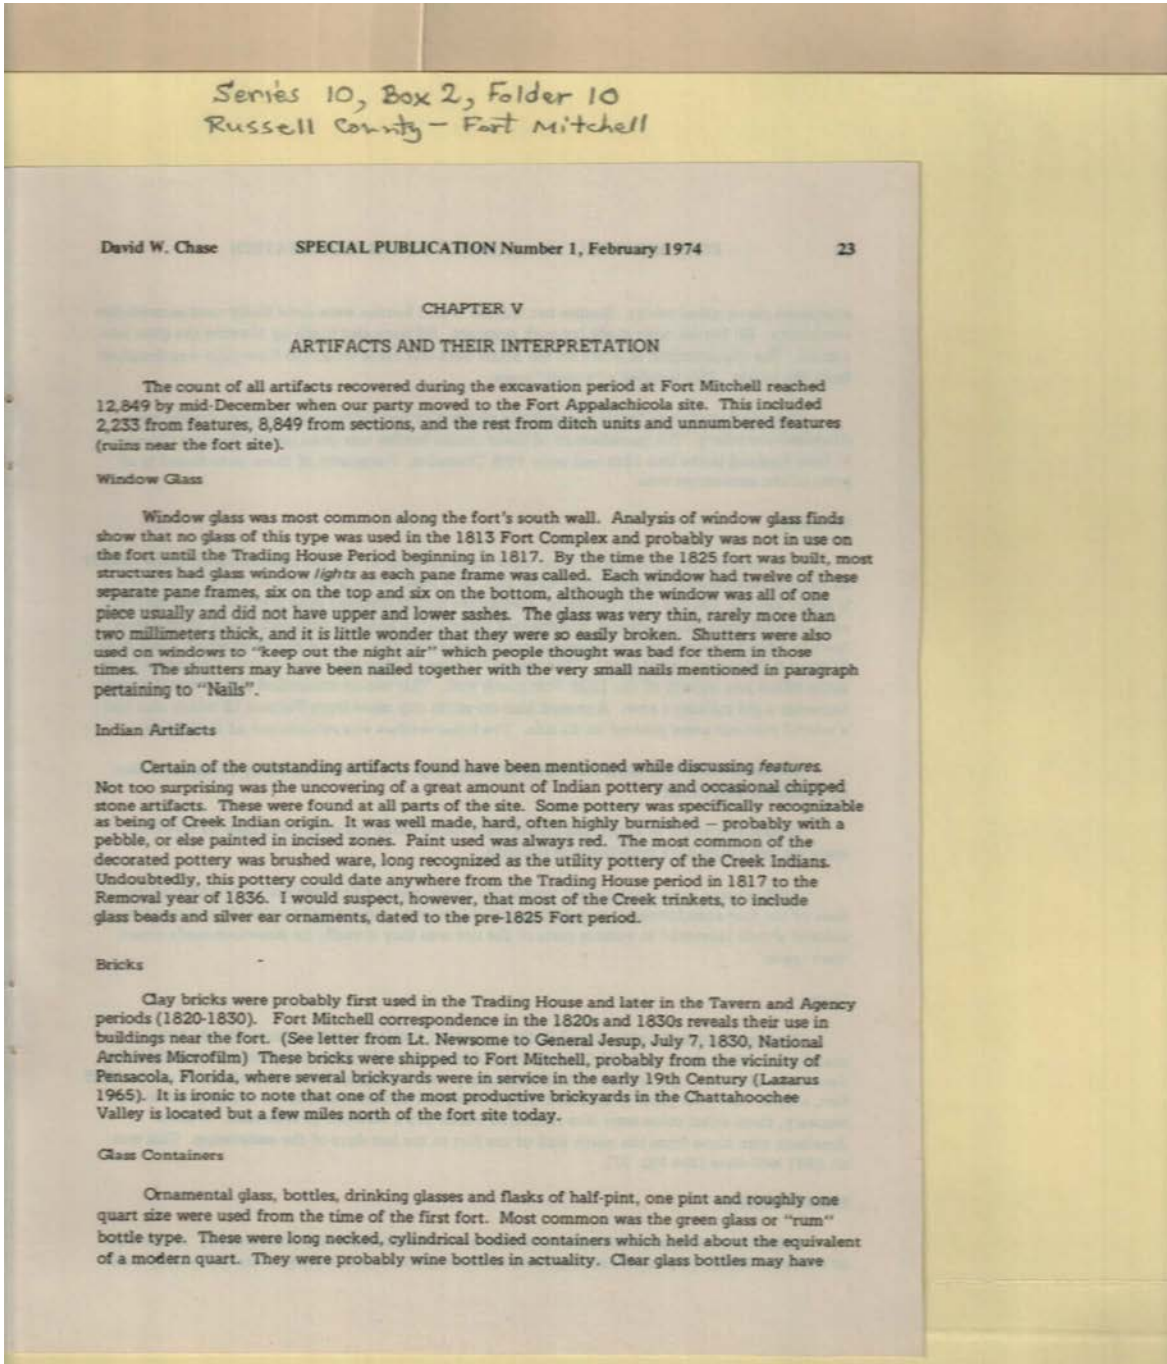 Series 10, Box 2, Folder 10
Russell County - Fort Mitchell
David W. Chase SPECIAL PUBLICATION Number 1, February 1974 23
CHAPTER V
ARTIFACTS AND THEIR INTERPRETATION
The count of all artifacts recovered during the excavation period at Fort Mitchell reached
12,849 by mid-December when our party moved to the Fort Appalachicola site. This included
2,233 from features, 8,849 from sections, and the rest from ditch units and unnumbered features
(ruins near the fort site).
Window Glass
Window glass was most common along the fort's south wall. Analysis of window glass finds
show that no glass of this type was used in the 1813 Fort Complex and probably was not in use on
the fort until the Trading House Period beginning in 1817. By the time the 1825 fort was built, most
structures had glass window lights as each pane frame was called. Each window had twelve of these
separate pane frames, six on the top and six on the bottom, although the window was all of one
piece usually and did not have upper and lower sashes. The glass was very thin, rarely more than
two millimeters thick, and it is little wonder that they were so easily broken. Shutters were also
used on windows to "keep out the night air" which people thought was bad for them in those
times. The shutters may have been nailed together with the very small nails mentioned in paragraph
pertaining to "Nails".
Indian Artifacts
Certain of the outstanding artifacts found have been mentioned while discussing features.
Not too surprising was the uncovering of a great amount of Indian pottery and occasional chipped
stone artifacts. These were found at all parts of the site. Some pottery was specifically recognizable
as being of Creek Indian origin. It was well made, hard, often highly burnished — probably with a
pebble, or else painted in incised zones. Paint used was always red. The most common of the
decorated pottery was brushed ware, long recognized as the utility pottery of the Creek Indians.
Undoubtedly, this pottery could date anywhere from the Trading House period in 1817 to the
Removal year of 1836. I would suspect, however, that most of the Creek trinkets, to include
glass beads and silver ear ornaments, dated to the pre-1825 Fort period.
Bricks
Clay bricks were probably first used in the Trading House and later in the Tavern and Agency
periods (1820-1830). Fort Mitchell correspondence in the 1820s and 1830s reveals their use in
buildings near the fort. (See letter from Lt. Newsome to General Jesup, July 7, 1830, National
Archives Microfilm) These bricks were shipped to Fort Mitchell, probably from the vicinity of
Pensacola, Florida, where several brickyards were in service in the early 19th Century (Lazarus
1965). It is ironic to note that one of the most productive brickyards in the Chattahoochee
Valley is located but a few miles north of the fort site today.
Glass Containers
Ornamental glass, bottles, drinking glasses and flasks of half-pint, one pint and roughly one
quart size were used from the time of the first fort. Most common was the green glass or "rum"
bottle type. These were long necked, cylindrical bodied containers which held about the equivalent
of a modern quart. They were probably wine bottles in actuality. Clear glass bottles may have